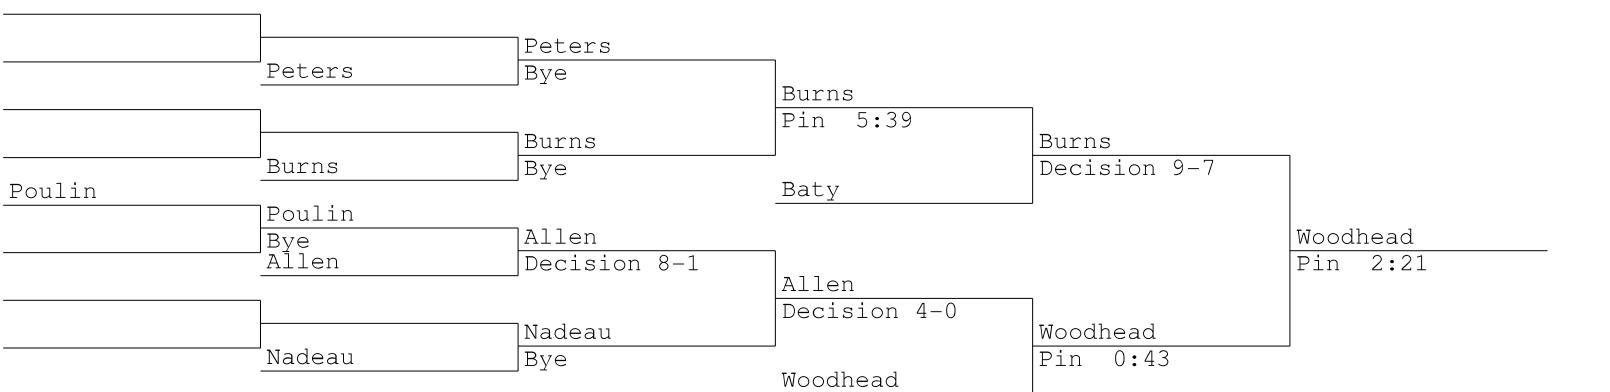 Peters
Peters
Bye
Burns
Pin 5:39
Burns
Burns
Bye
Burns
Decision 9-7
Baty
Poulin
Poulin
Bye
Allen
Allen
Decision 8-1
Woodhead
Pin 2:21
Allen
Decision 4-0
Nadeau
Nadeau
Bye
Woodhead
Pin 0:43
Woodhead